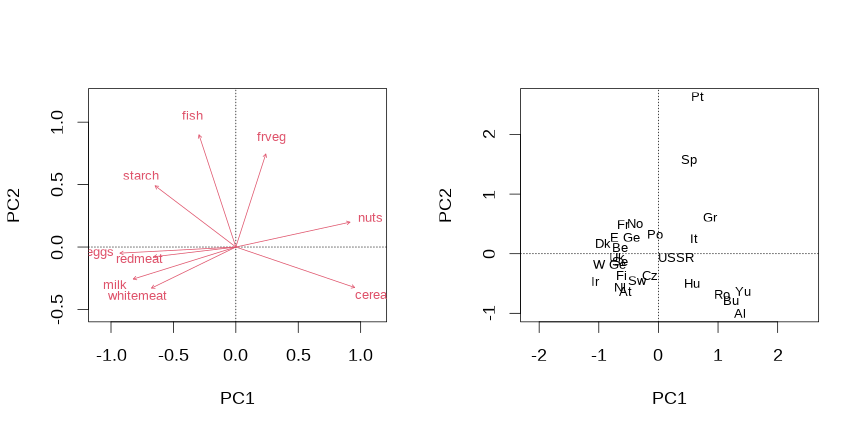 fish
frveg
starch
nuts
eggs
redmeat
milk
whitemeat
cerea
PC2
1.0
0.5
0.0
-0.5
-1.0 -0.5 0.0 0.5 1.0
PC1
Pt
Sp
Gr
Fr No
E Ge Po It
Dk
Be
USSR
W Ge
Fi Cz
Ir Sw Hu
At
Ro Yu
Bu
Al
PC2
2
1
0
-1
-2 -1 0 1 2
PC1